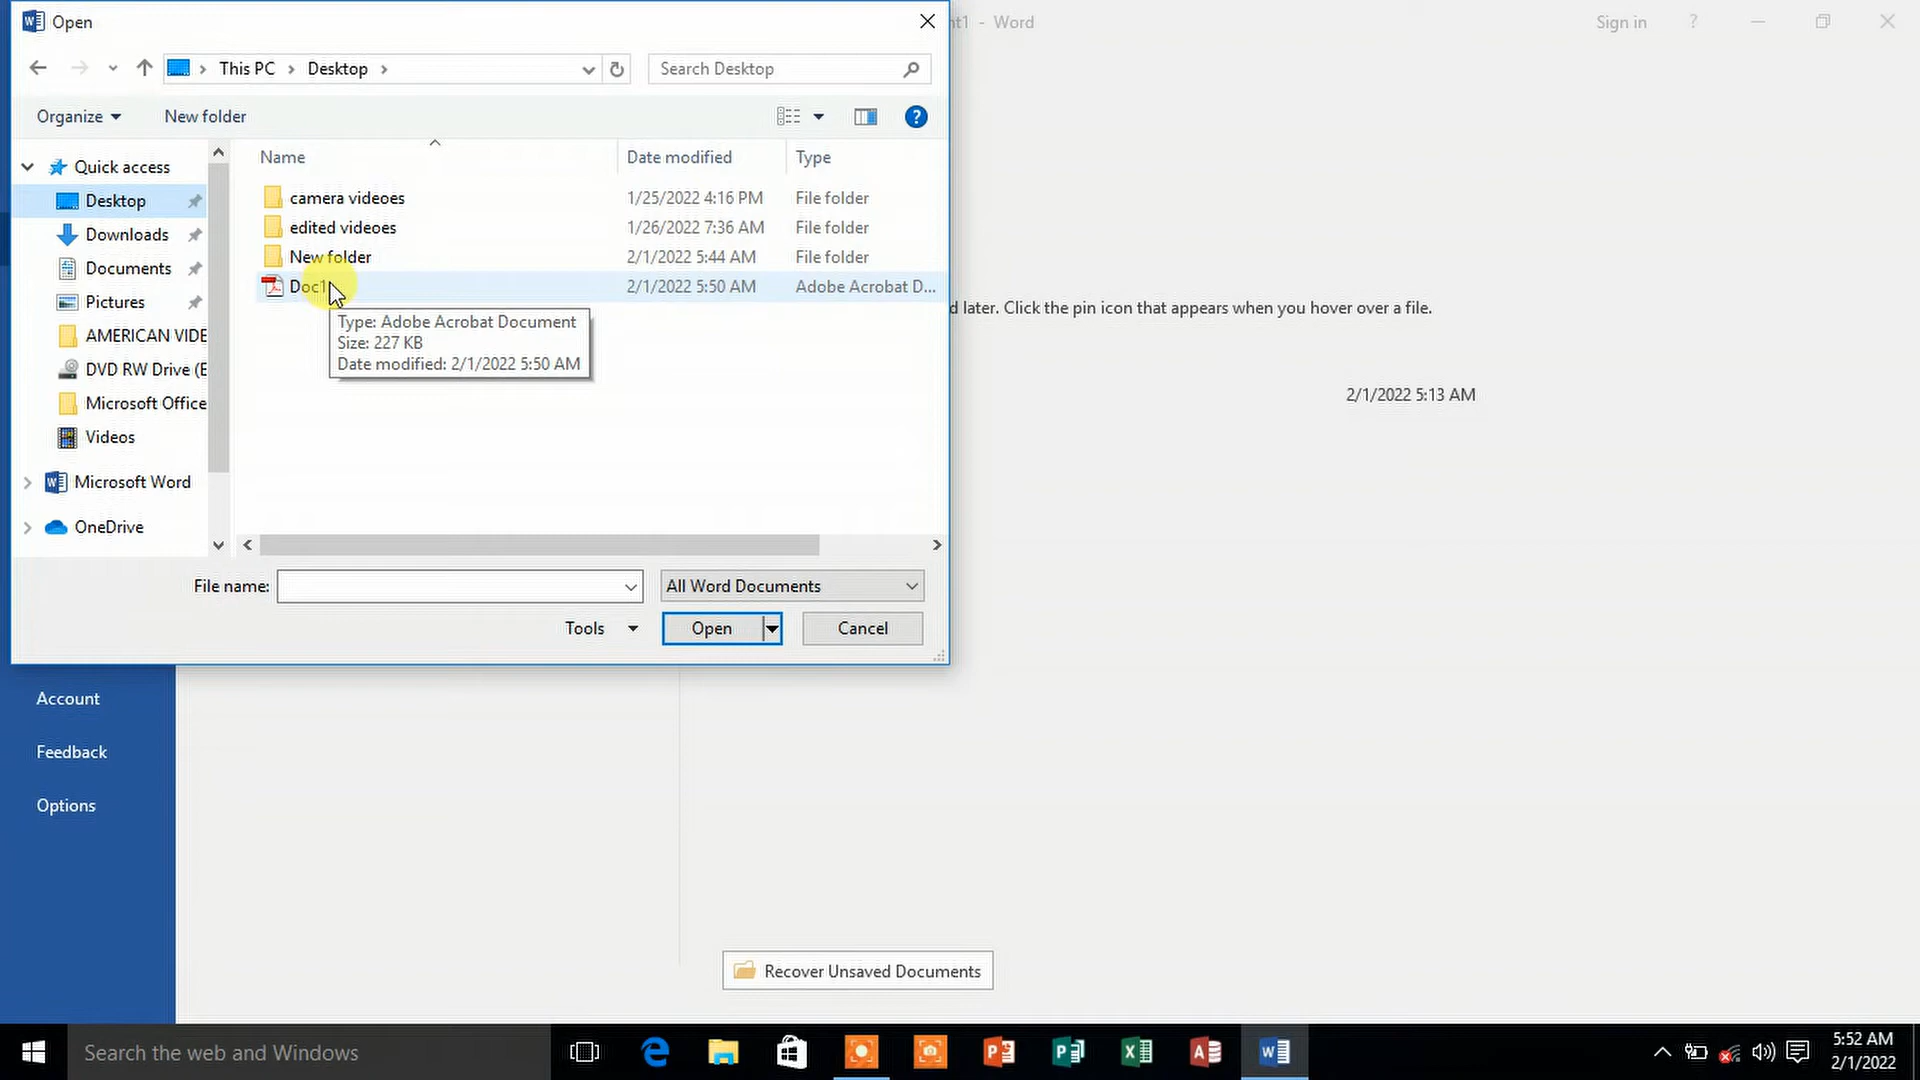 Open
nt1 - Word
Sign in
?
This PC
Desktop
Search Desktop
Organize
New folder
?
Name
Date modified
Type
Quick access
Desktop
Downloads
Documents
Pictures
AMERICAN VIDE
DVD RW Drive (E
Microsoft Office
Videos
Microsoft Word
OneDrive
camera videoes 1/25/2022 4:16 PM File folder
edited videoes 1/26/2022 7:36 AM File folder
New folder 2/1/2022 5:44 AM File folder
Doc1 2/1/2022 5:50 AM Adobe Acrobat D...
Type: Adobe Acrobat Document
Size: 227 KB
Date modified: 2/1/2022 5:50 AM
d later. Click the pin icon that appears when you hover over a file.
2/1/2022 5:13 AM
File name:
All Word Documents
Tools
Open
Cancel
Account
Feedback
Options
Recover Unsaved Documents
Search the web and Windows
5:52 AM
2/1/2022